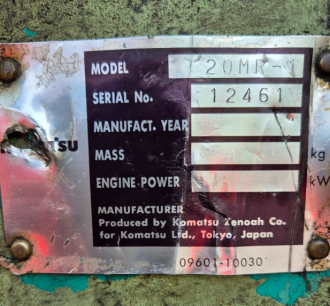 MODEL 20MR-1
SERIAL No. 12461
MANUFACT. YEAR
MASS kg
ENGINE POWER kW
MANUFACTURER
Produced by Komatsu Zenoah Co.
for Komatsu Ltd., Tokyo, Japan
09601-10030